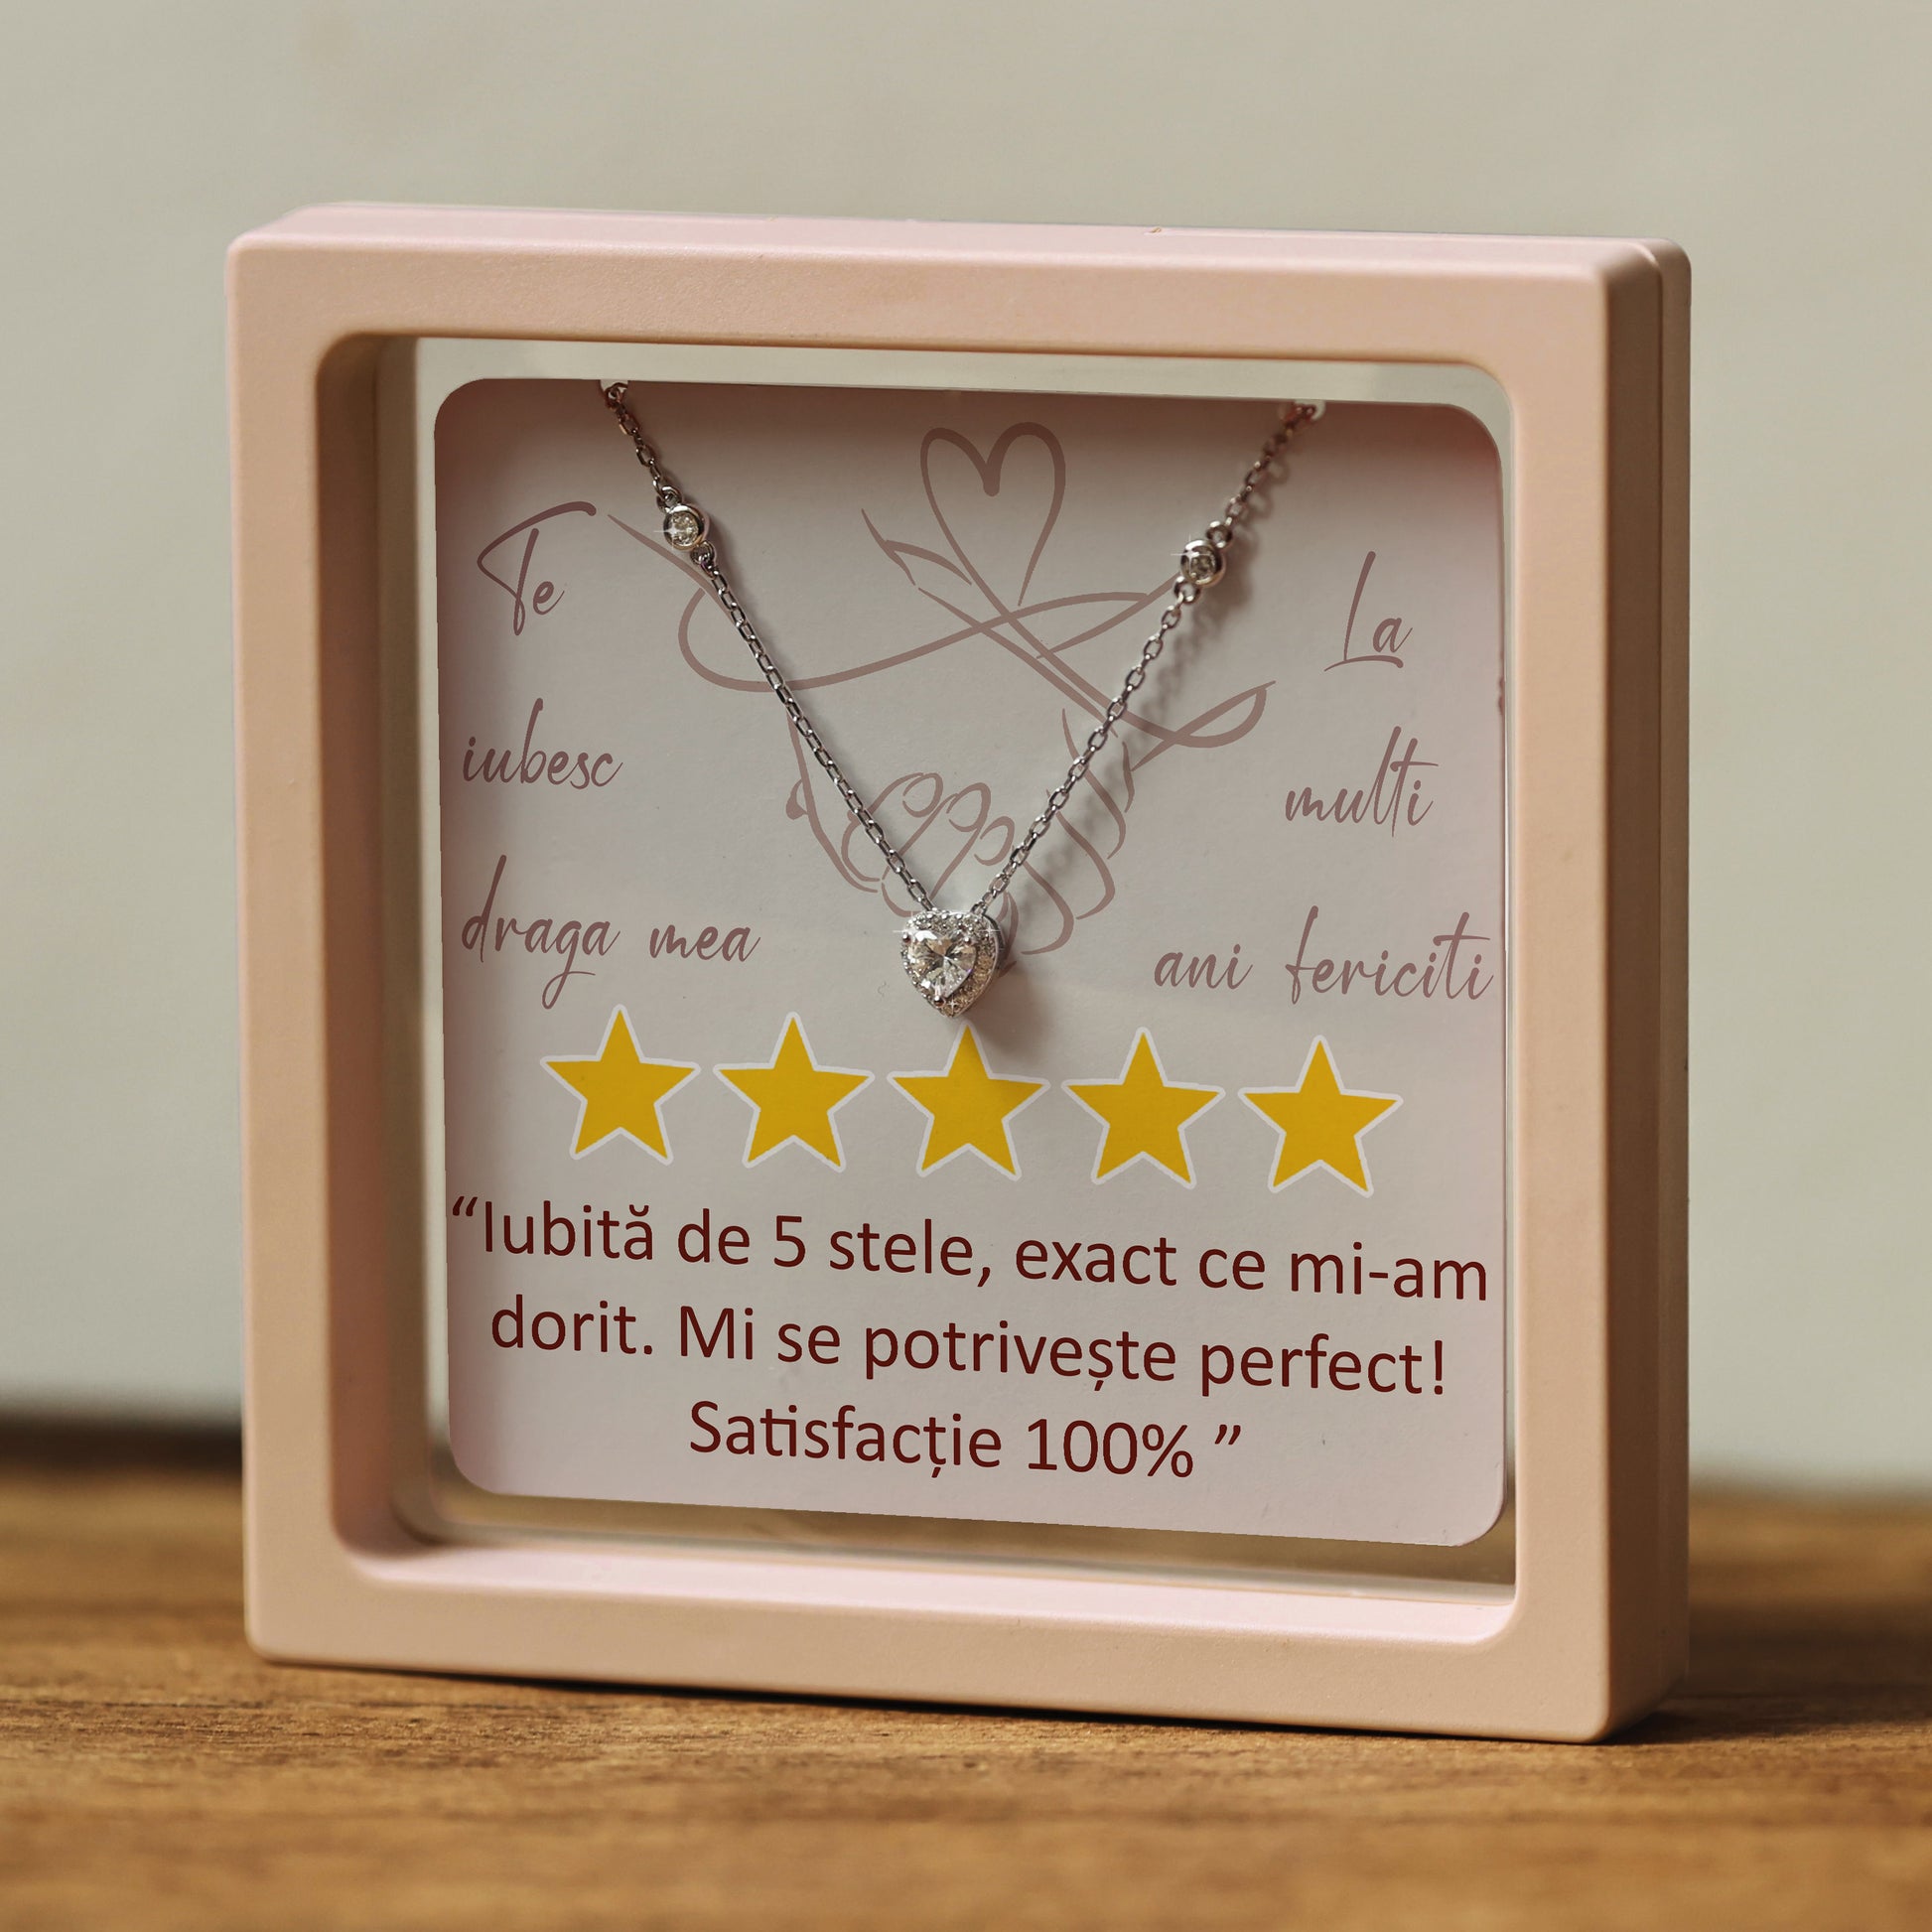 Te
iubesc
draga mea
La
multi
ani fericiti
“Iubită de 5 stele, exact ce mi-am
dorit. Mi se potrivește perfect!
Satisfacție 100% ”